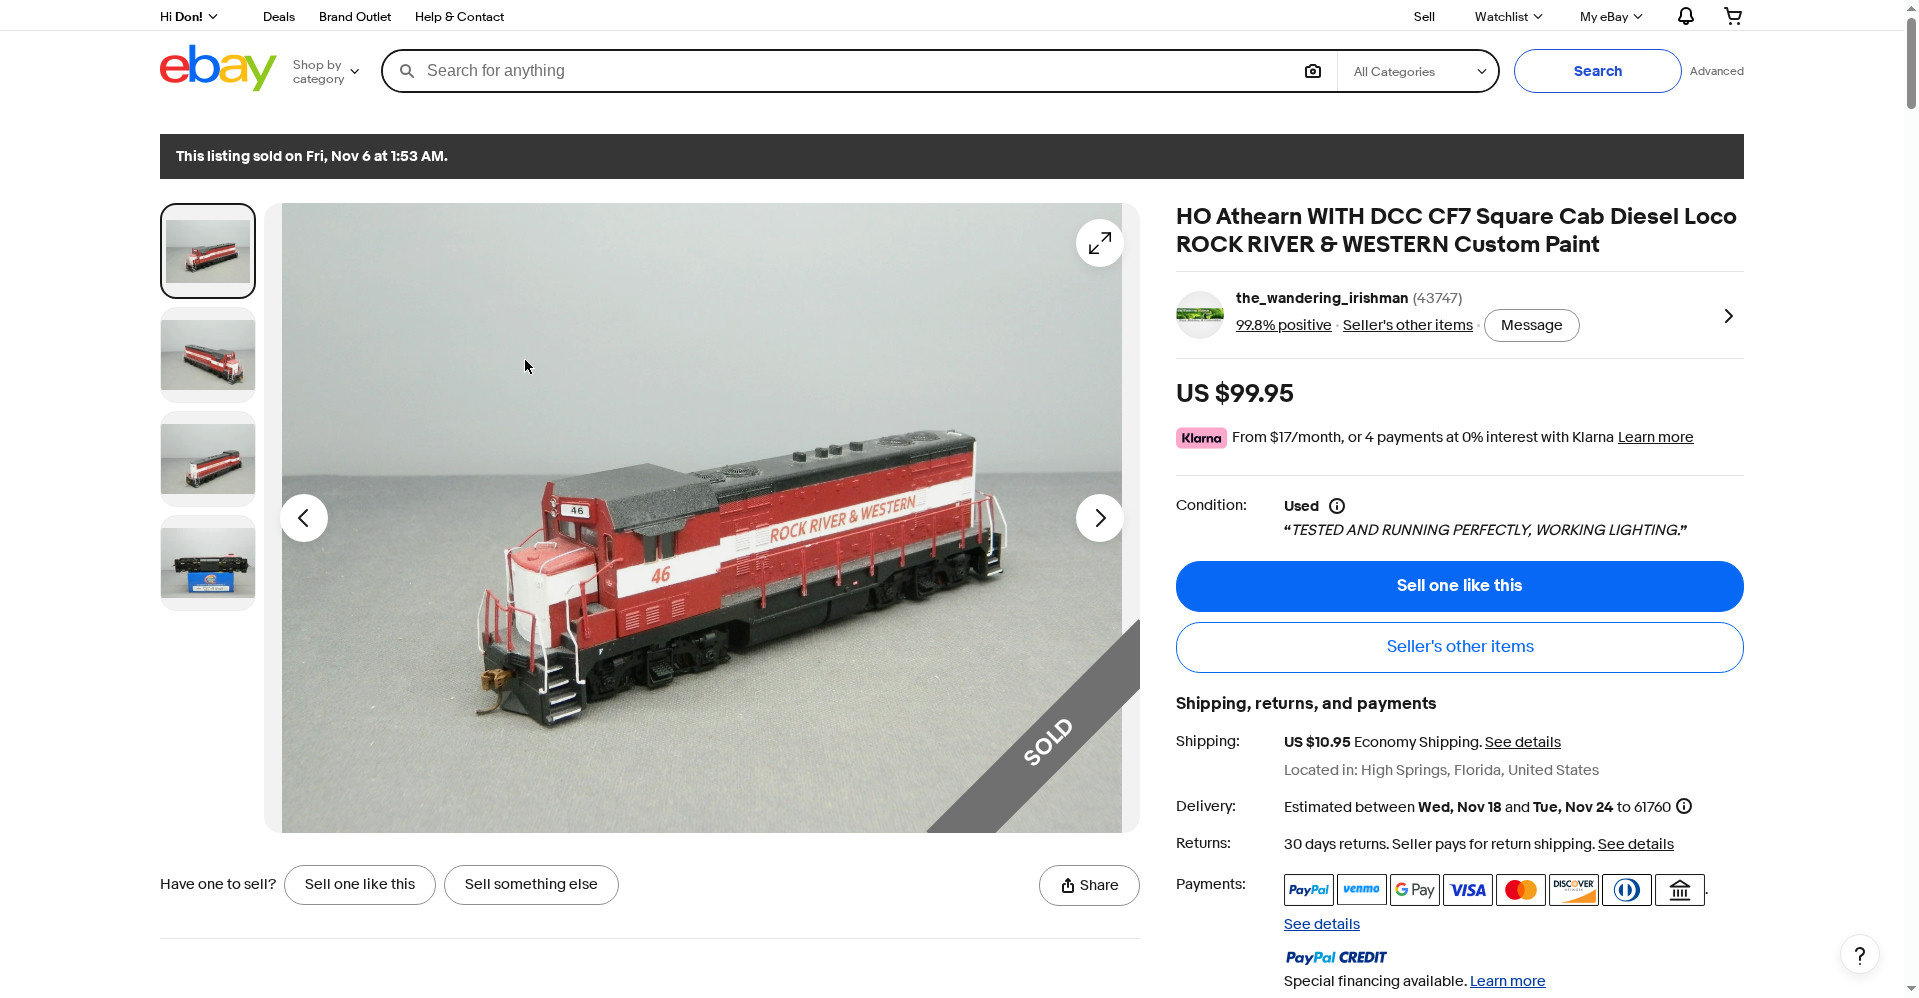 Hi Don!
Deals
Brand Outlet
Help & Contact
Sell
Watchlist
My eBay
ebay
Shop by
category
Search for anything
All Categories
Search
Advanced
This listing sold on Fri, Nov 6 at 1:53 AM.
46
ROCK RIVER & WESTERN
46
SOLD
HO Athearn WITH DCC CF7 Square Cab Diesel Loco
ROCK RIVER & WESTERN Custom Paint
the_wandering_irishman (43747)
99.8% positive · Seller's other items · Message
US $99.95
Klarna From $17/month, or 4 payments at 0% interest with Klarna Learn more
Condition: Used
“TESTED AND RUNNING PERFECTLY, WORKING LIGHTING.”
Sell one like this
Seller's other items
Shipping, returns, and payments
Shipping: US $10.95 Economy Shipping. See details
Located in: High Springs, Florida, United States
Delivery: Estimated between Wed, Nov 18 and Tue, Nov 24 to 61760
Returns: 30 days returns. Seller pays for return shipping. See details
Payments: PayPal venmo G Pay VISA DISCOVER .
See details
PayPal CREDIT
Special financing available. Learn more
Have one to sell? Sell one like this Sell something else
Share
?